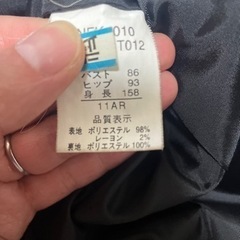 T012
バスト 86
ヒップ 93
身長 158
11AR
品質表示
表地 ポリエステル 98%
レーヨン 2%
裏地 ポリエステル 100%